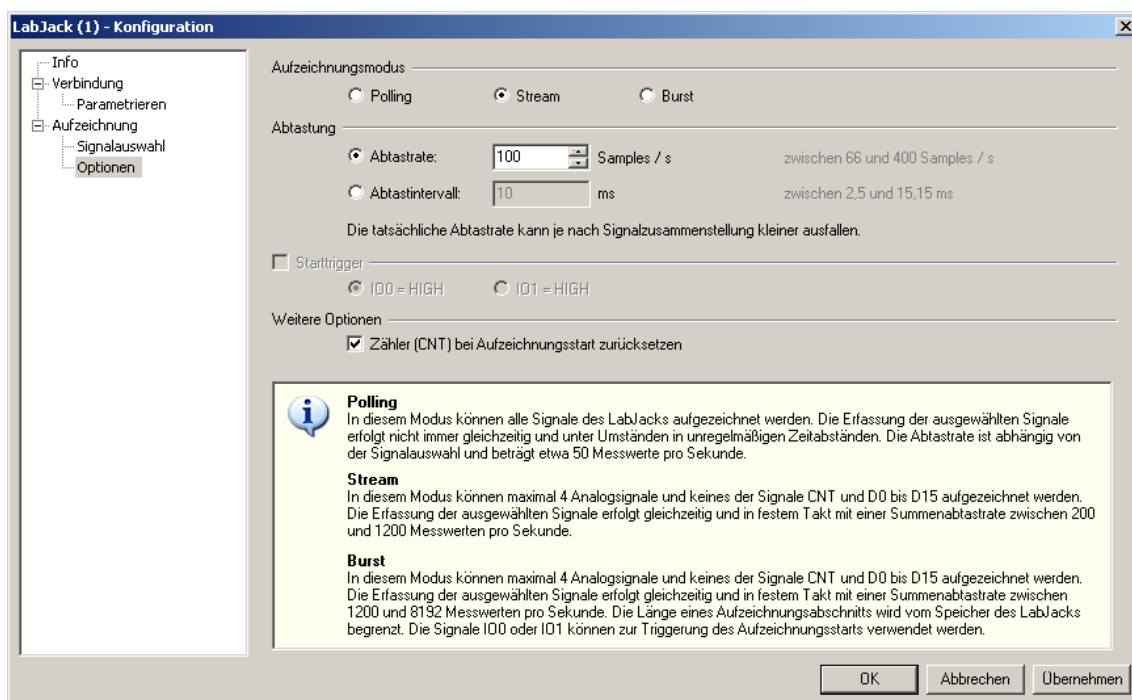 LabJack (1) - Konfiguration
Info
Verbindung
Parametrieren
Aufzeichnung
Signalauswahl
Optionen
Aufzeichnungsmodus
Polling Stream Burst
Abtastung
Abtastrate: 100 Samples / s zwischen 66 und 400 Samples / s
Abtastintervall: 10 ms zwischen 2,5 und 15,15 ms
Die tatsächliche Abtastrate kann je nach Signalzusammenstellung kleiner ausfallen.
Starttrigger
IO0 = HIGH IO1 = HIGH
Weitere Optionen
Zähler (CNT) bei Aufzeichnungsstart zurücksetzen
Polling
In diesem Modus können alle Signale des LabJacks aufgezeichnet werden. Die Erfassung der ausgewählten Signale
erfolgt nicht immer gleichzeitig und unter Umständen in unregelmäßigen Zeitabständen. Die Abtastrate ist abhängig von
der Signalauswahl und beträgt etwa 50 Messwerte pro Sekunde.
Stream
In diesem Modus können maximal 4 Analogsignale und keines der Signale CNT und D0 bis D15 aufgezeichnet werden.
Die Erfassung der ausgewählten Signale erfolgt gleichzeitig und in festem Takt mit einer Summenabtastrate zwischen 200
und 1200 Messwerten pro Sekunde.
Burst
In diesem Modus können maximal 4 Analogsignale und keines der Signale CNT und D0 bis D15 aufgezeichnet werden.
Die Erfassung der ausgewählten Signale erfolgt gleichzeitig und in festem Takt mit einer Summenabtastrate zwischen
1200 und 8192 Messwerten pro Sekunde. Die Länge eines Aufzeichnungsabschnitts wird vom Speicher des LabJacks
begrenzt. Die Signale IO0 oder IO1 können zur Triggerung des Aufzeichnungsstarts verwendet werden.
OK Abbrechen Übernehmen